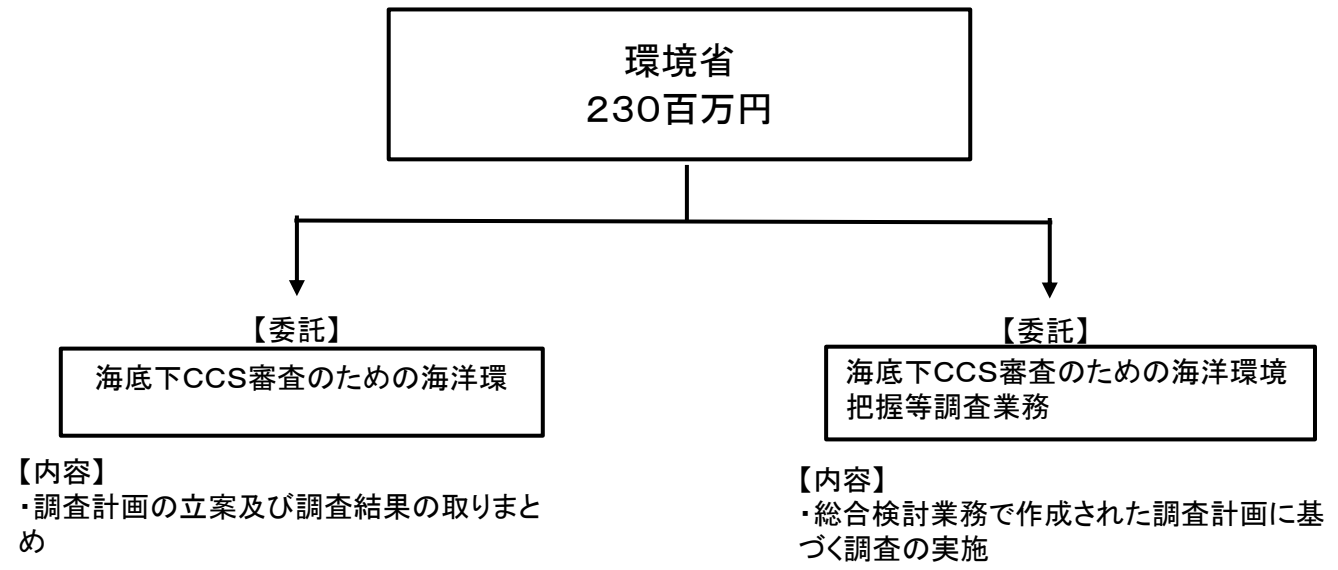 環境省
２３０百万円
【委託】
海底下ＣＣＳ審査のための海洋環
【内容】
・調査計画の立案及び調査結果の取りまと
め
【委託】
海底下ＣＣＳ審査のための海洋環境
把握等調査業務
【内容】
・総合検討業務で作成された調査計画に基
づく調査の実施